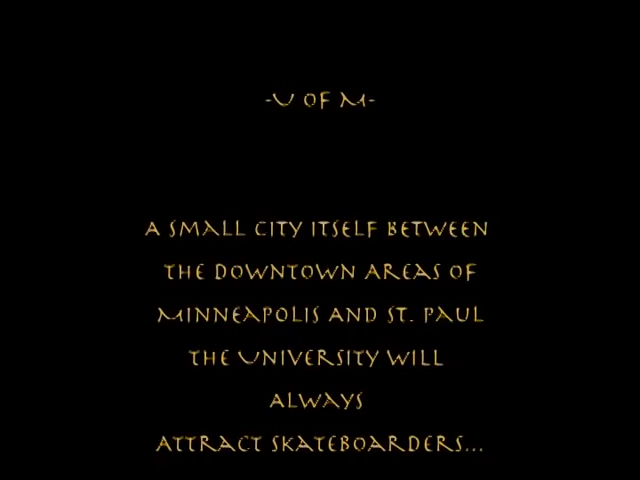 -U OF M-
A SMALL CITY ITSELF BETWEEN
THE DOWNTOWN AREAS OF
MINNEAPOLIS AND ST. PAUL
THE UNIVERSITY WILL
ALWAYS
ATTRACT SKATEBOARDERS...